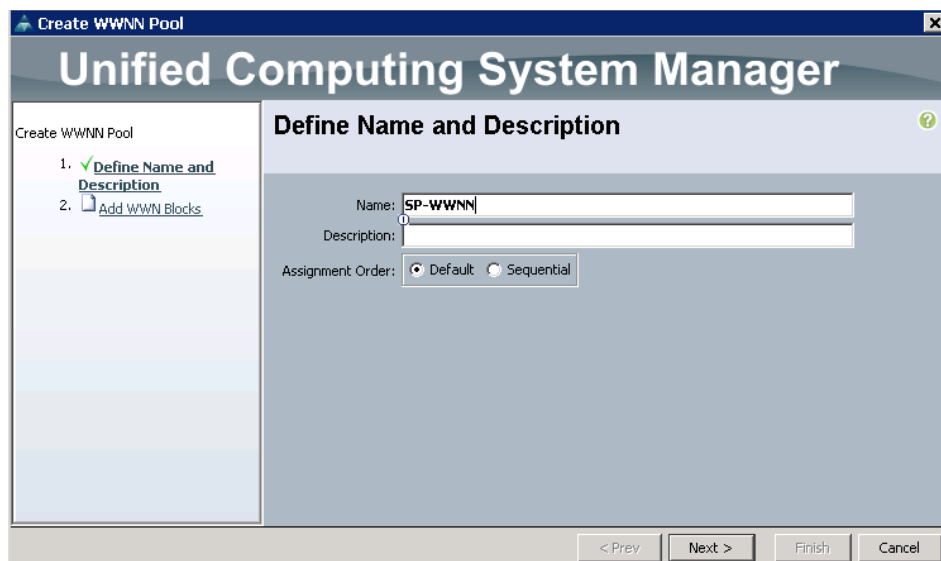 Create WWNN Pool
Unified Computing System Manager
Create WWNN Pool
1. Define Name and
Description
2. Add WWN Blocks
Define Name and Description
Name: SP-WWNN
Description:
Assignment Order: Default Sequential
< Prev Next > Finish Cancel